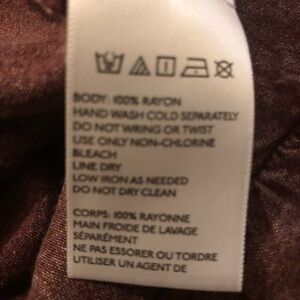 BODY: 100% RAYON
HAND WASH COLD SEPARATELY
DO NOT WRING OR TWIST
USE ONLY NON-CHLORINE
BLEACH
LINE DRY
LOW IRON AS NEEDED
DO NOT DRY CLEAN
CORPS: 100% RAYONNE
MAIN FROIDE DE LAVAGE
SÉPARÉMENT
NE PAS ESSORER OU TORDRE
UTILISER UN AGENT DE